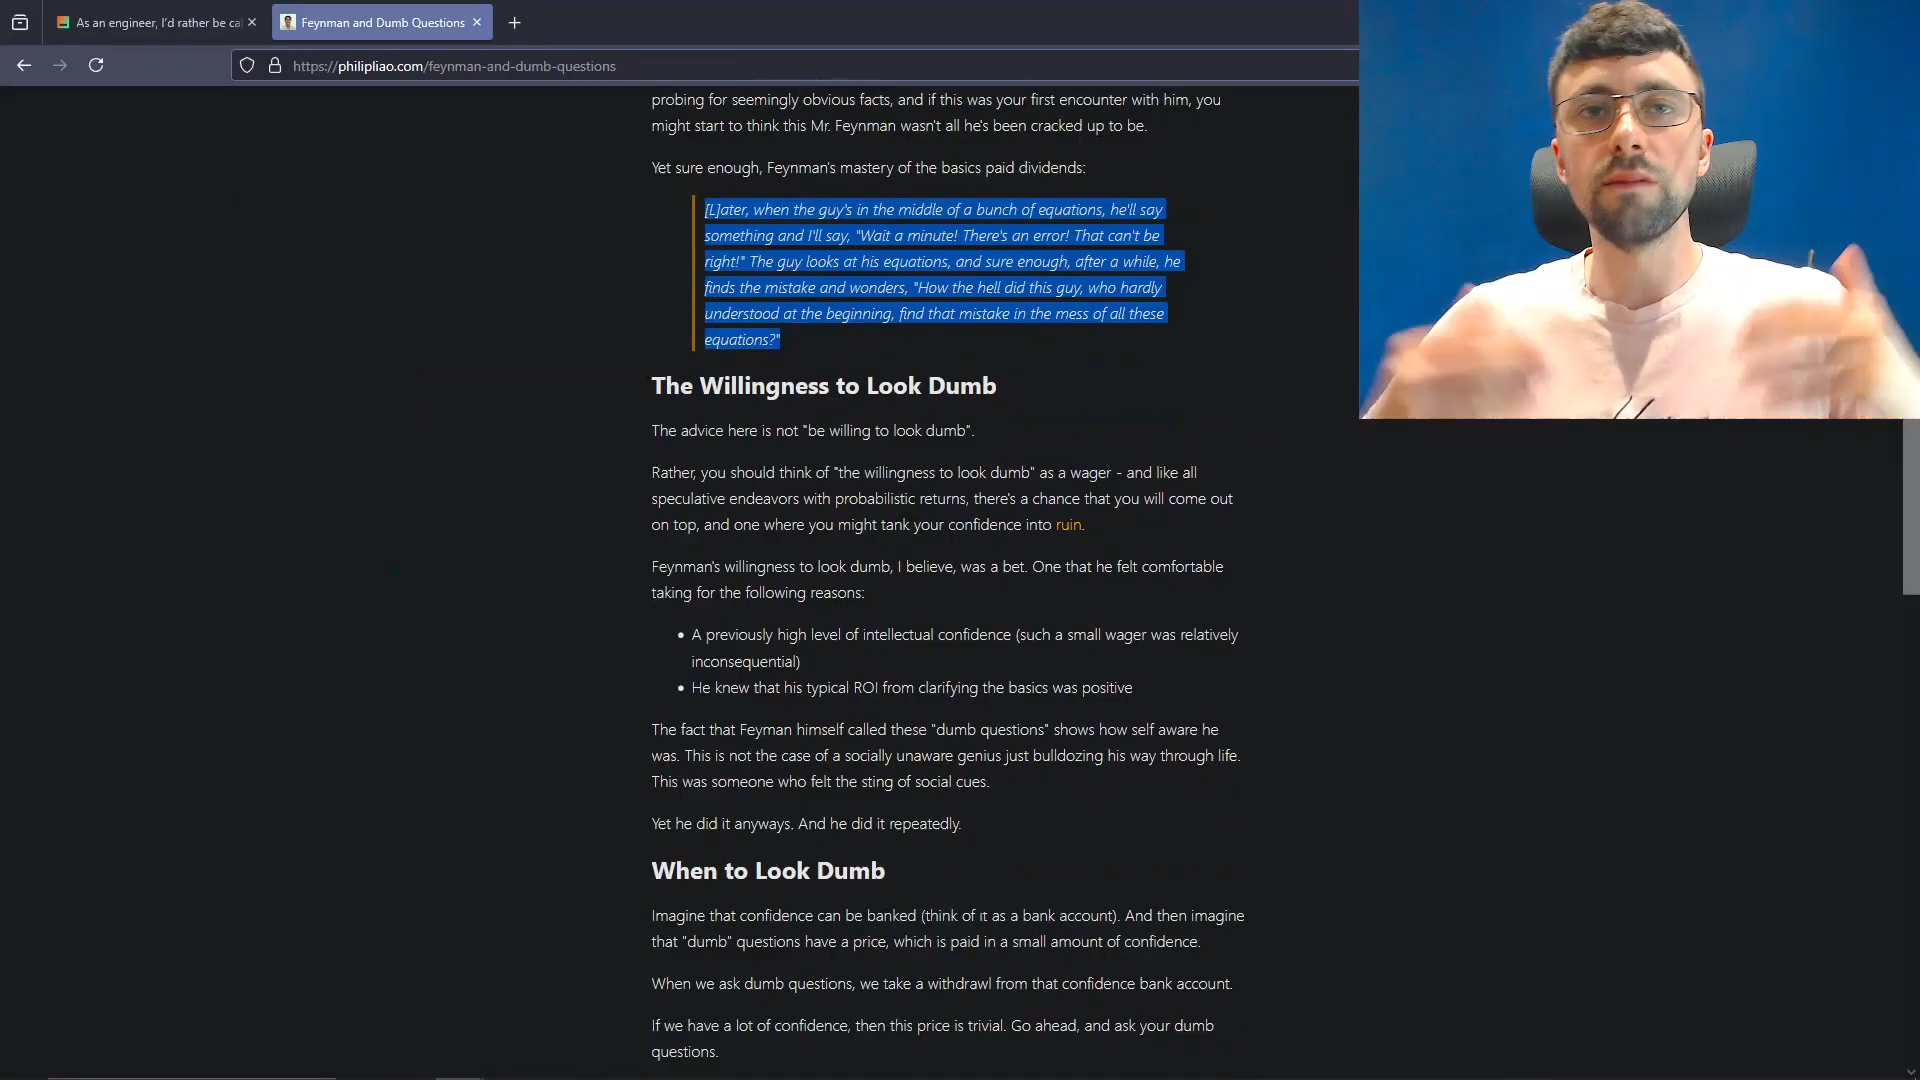 As an engineer, I'd rather be ca
Feynman and Dumb Questions
https://philipliao.com/feynman-and-dumb-questions
probing for seemingly obvious facts, and if this was your first encounter with him, you
might start to think this Mr. Feynman wasn't all he's been cracked up to be.
Yet sure enough, Feynman's mastery of the basics paid dividends:
[L]ater, when the guy's in the middle of a bunch of equations, he'll say
something and I'll say, "Wait a minute! There's an error! That can't be
right!" The guy looks at his equations, and sure enough, after a while, he
finds the mistake and wonders, "How the hell did this guy, who hardly
understood at the beginning, find that mistake in the mess of all these
equations?"
The Willingness to Look Dumb
The advice here is not "be willing to look dumb".
Rather, you should think of "the willingness to look dumb" as a wager - and like all
speculative endeavors with probabilistic returns, there's a chance that you will come out
on top, and one where you might tank your confidence into ruin.
Feynman's willingness to look dumb, I believe, was a bet. One that he felt comfortable
taking for the following reasons:
• A previously high level of intellectual confidence (such a small wager was relatively
inconsequential)
• He knew that his typical ROI from clarifying the basics was positive
The fact that Feyman himself called these "dumb questions" shows how self aware he
was. This is not the case of a socially unaware genius just bulldozing his way through life.
This was someone who felt the sting of social cues.
Yet he did it anyways. And he did it repeatedly.
When to Look Dumb
Imagine that confidence can be banked (think of it as a bank account). And then imagine
that "dumb" questions have a price, which is paid in a small amount of confidence.
When we ask dumb questions, we take a withdrawl from that confidence bank account.
If we have a lot of confidence, then this price is trivial. Go ahead, and ask your dumb
questions.